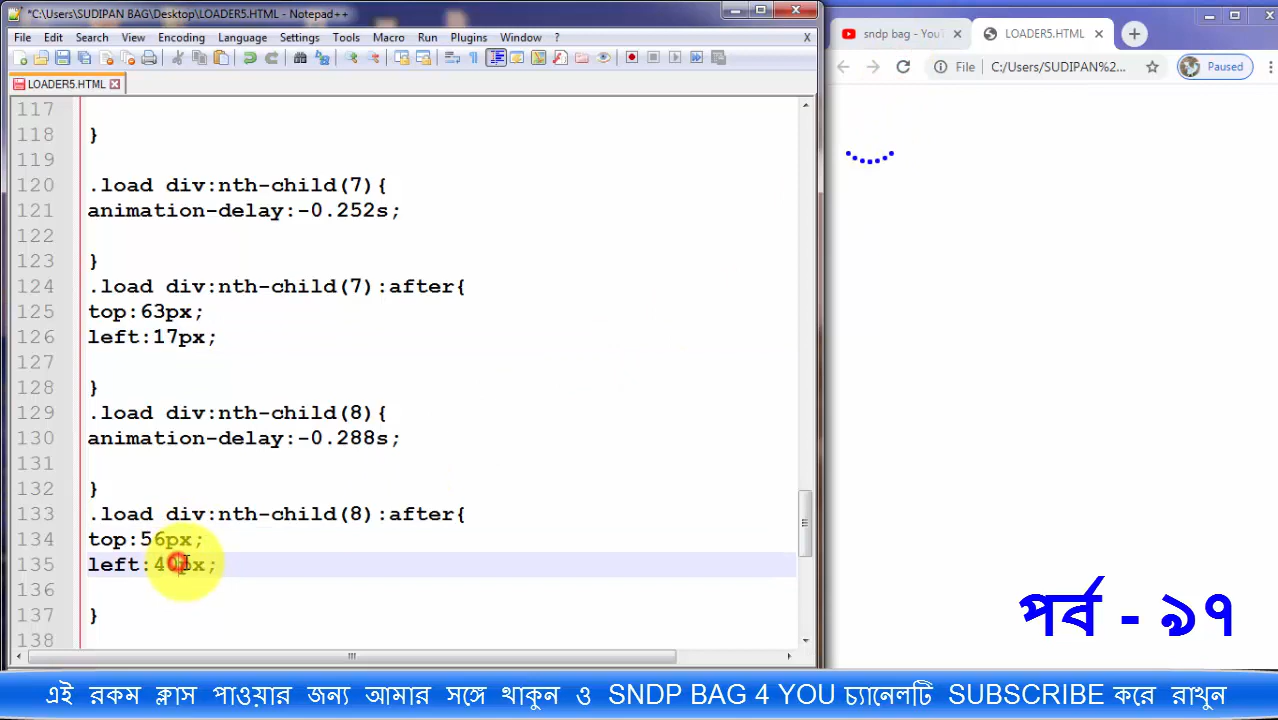 *C:\Users\SUDIPAN BAG\Desktop\LOADER5.HTML - Notepad++
File Edit Search View Encoding Language Settings Tools Macro Run Plugins Window ? X
LOADER5.HTML
117
118 }
119
120 .load div:nth-child(7){
121 animation-delay:-0.252s;
122
123 }
124 .load div:nth-child(7):after{
125 top:63px;
126 left:17px;
127
128 }
129 .load div:nth-child(8){
130 animation-delay:-0.288s;
131
132 }
133 .load div:nth-child(8):after{
134 top:56px;
135 left:40px;
136
137 }
138
sndp bag - YouT
LOADER5.HTML
File C:/Users/SUDIPAN%2... Paused
পর্ব - ৯৭
এই রকম ক্লাস পাওয়ার জন্য আমার সঙ্গে থাকুন ও SNDP BAG 4 YOU চ্যানেলটি SUBSCRIBE করে রাখুন